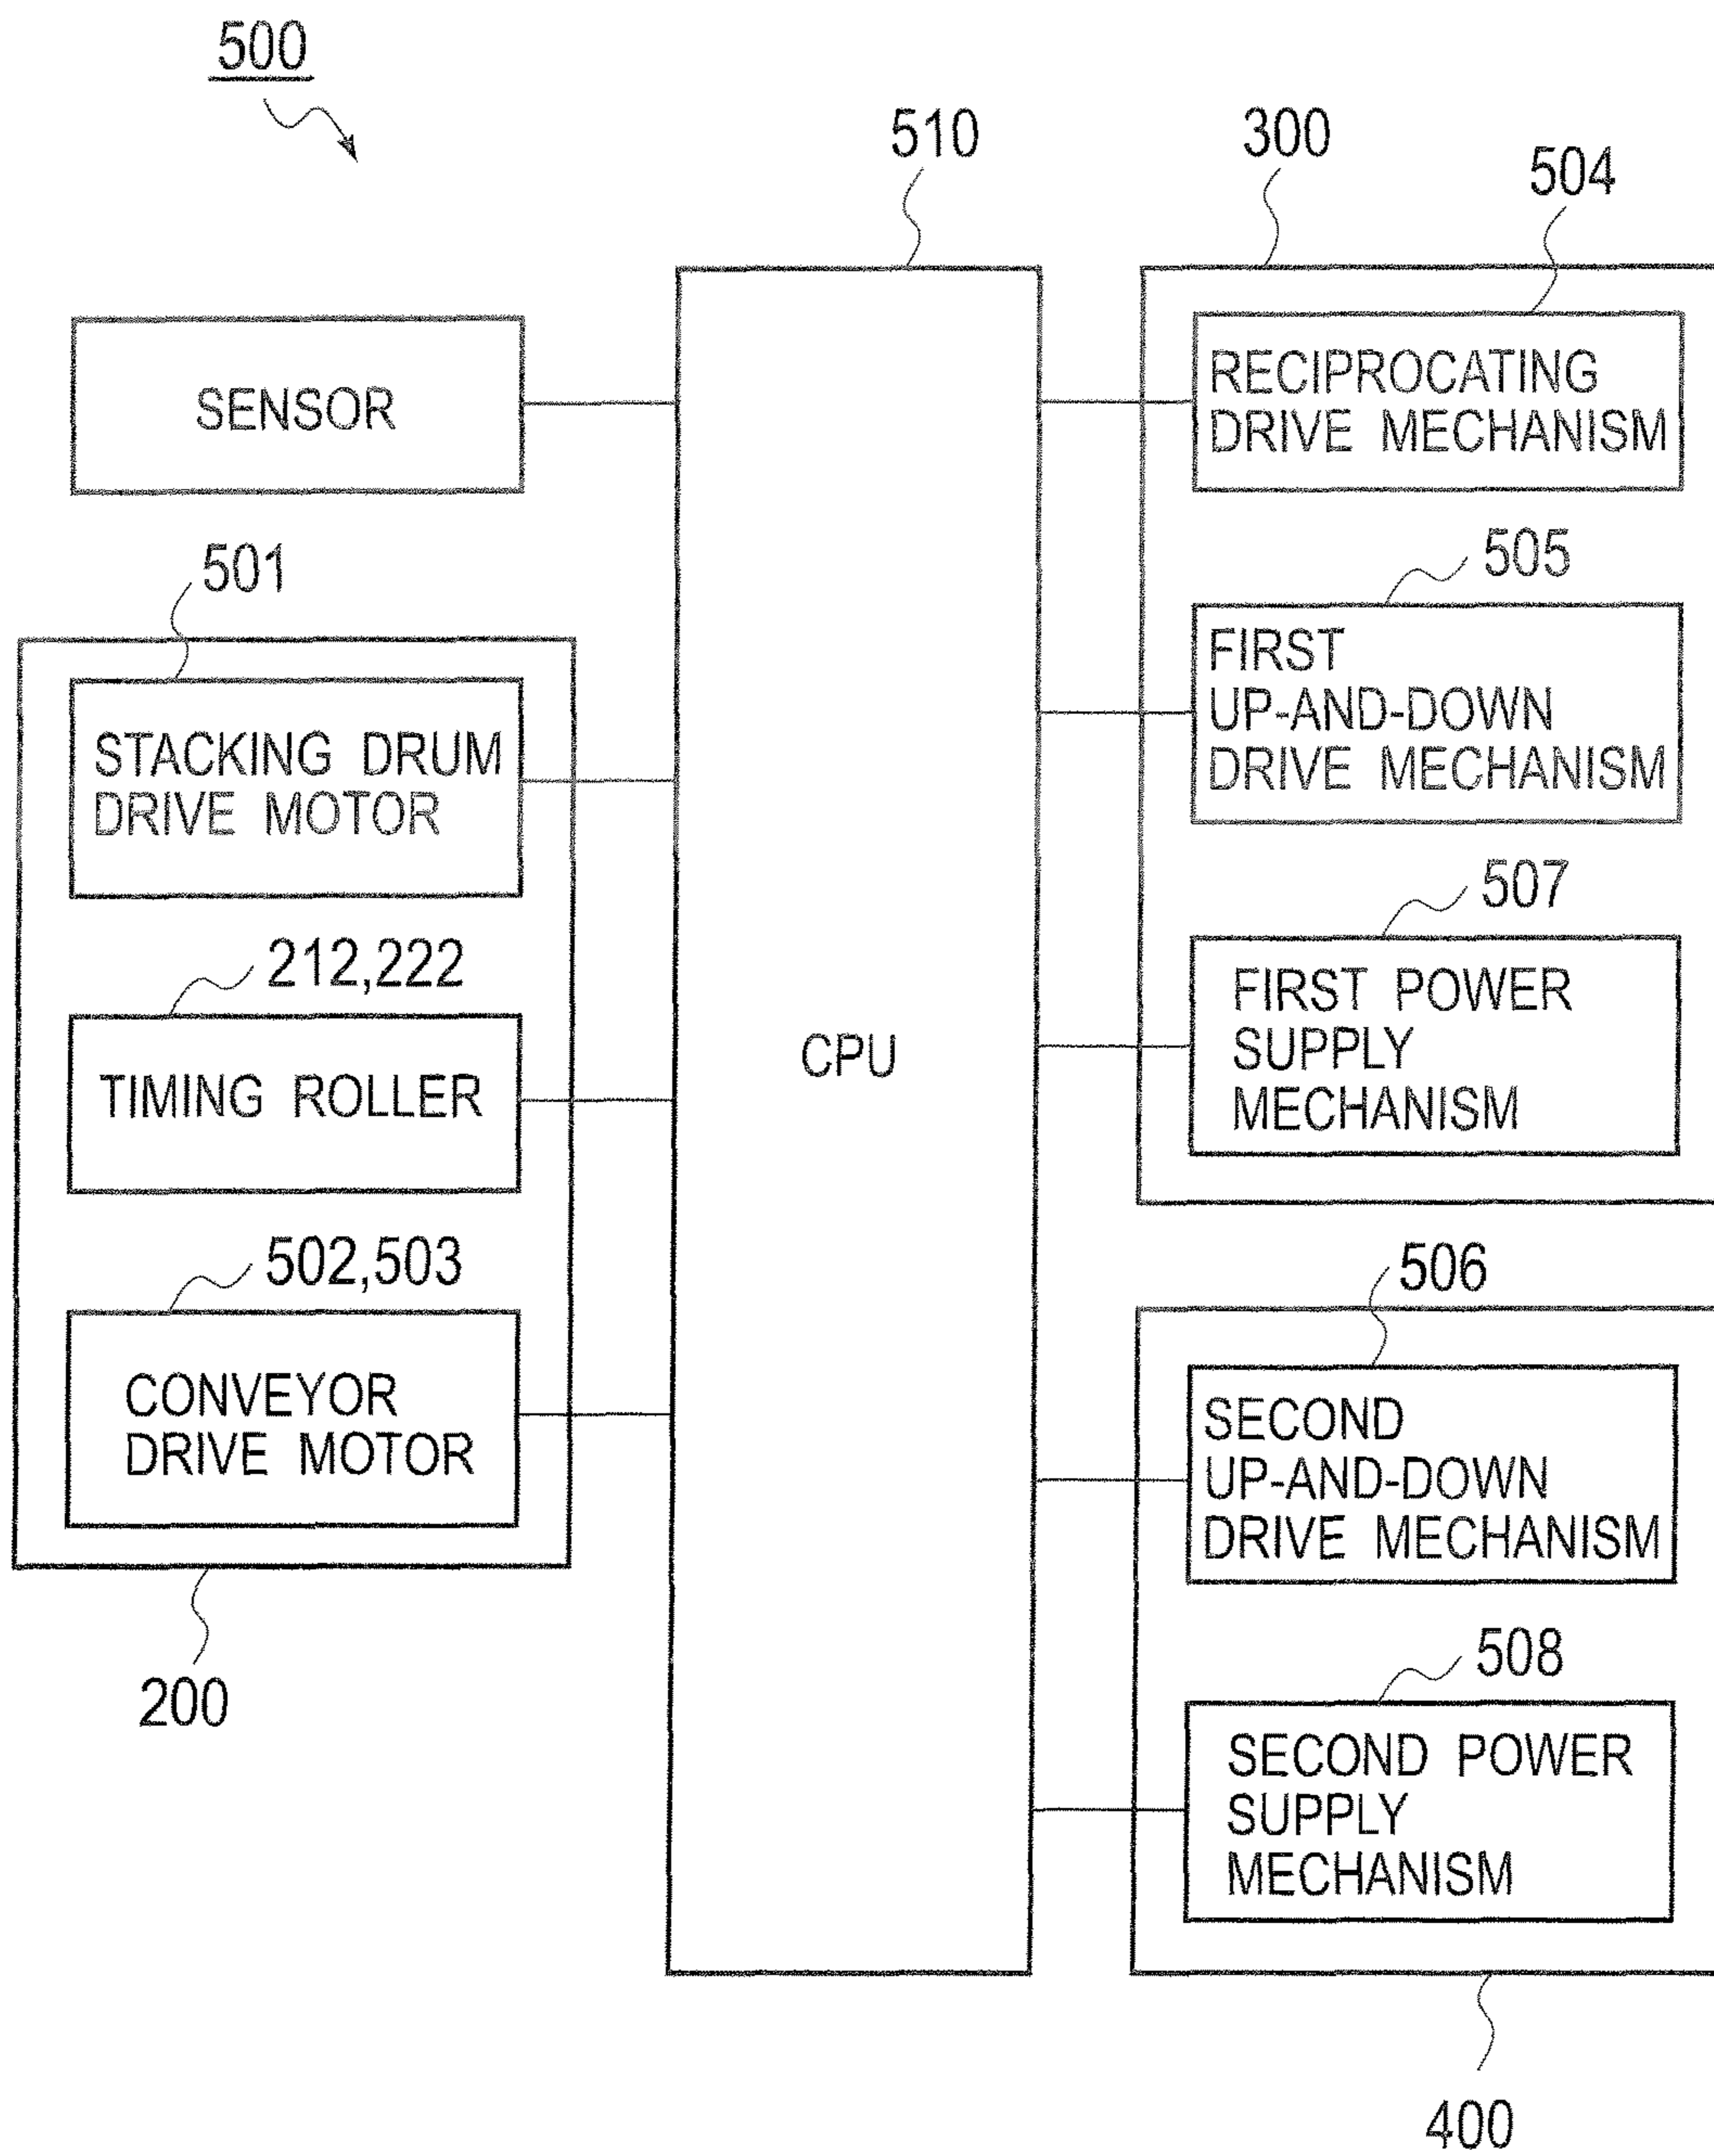 500
510
300
504
SENSOR
RECIPROCATING
DRIVE MECHANISM
501
505
STACKING DRUM
DRIVE MOTOR
FIRST
UP-AND-DOWN
DRIVE MECHANISM
212,222
507
TIMING ROLLER
CPU
FIRST POWER
SUPPLY
MECHANISM
502,503
506
CONVEYOR
DRIVE MOTOR
SECOND
UP-AND-DOWN
DRIVE MECHANISM
200
508
SECOND POWER
SUPPLY
MECHANISM
400